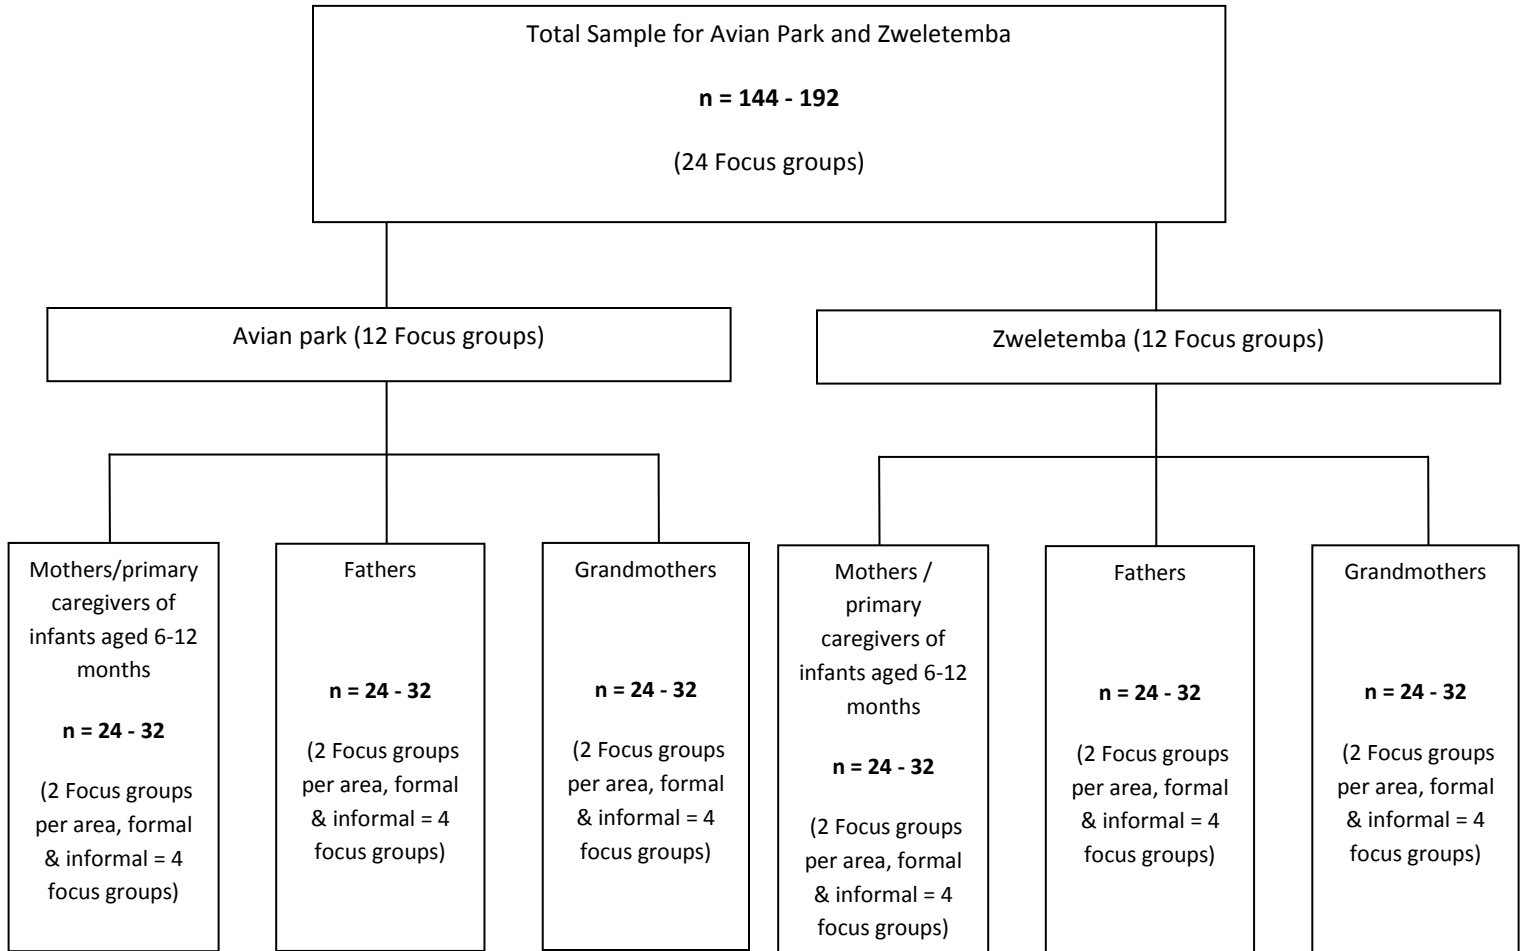 Total Sample for Avian Park and Zweletemba
n = 144 - 192
(24 Focus groups)
Avian park (12 Focus groups)
Zweletemba (12 Focus groups)
Mothers/primary
caregivers of
infants aged 6-12
months
n = 24 - 32
(2 Focus groups
per area, formal
& informal = 4
focus groups)
Fathers
n = 24 - 32
(2 Focus groups
per area, formal
& informal = 4
focus groups)
Grandmothers
n = 24 - 32
(2 Focus groups
per area, formal
& informal = 4
focus groups)
Mothers /
primary
caregivers of
infants aged 6-12
months
n = 24 - 32
(2 Focus groups
per area, formal
& informal = 4
focus groups)
Fathers
n = 24 - 32
(2 Focus groups
per area, formal
& informal = 4
focus groups)
Grandmothers
n = 24 - 32
(2 Focus groups
per area, formal
& informal = 4
focus groups)